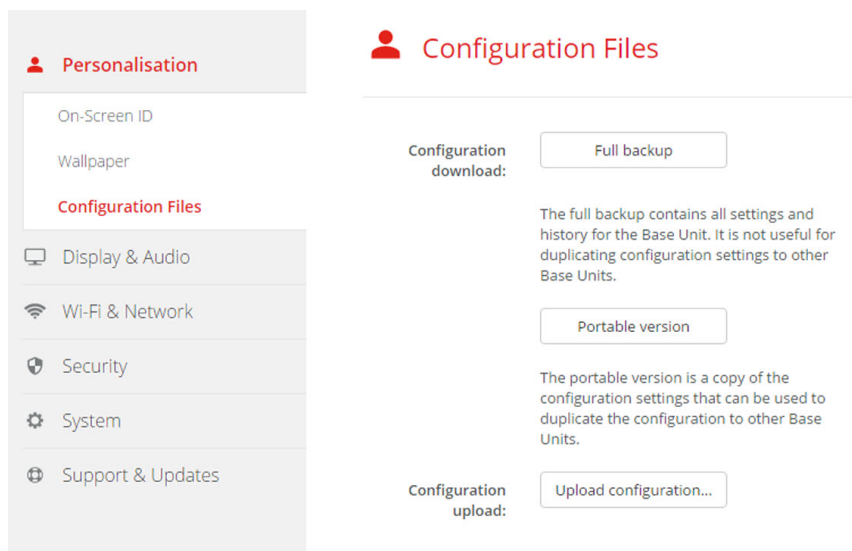 Personalisation
On-Screen ID
Wallpaper
Configuration Files
Display & Audio
Wi-Fi & Network
Security
System
Support & Updates
Configuration Files
Configuration
download:
Full backup
The full backup contains all settings and
history for the Base Unit. It is not useful for
duplicating configuration settings to other
Base Units.
Portable version
The portable version is a copy of the
configuration settings that can be used to
duplicate the configuration to other Base
Units.
Configuration
upload:
Upload configuration...